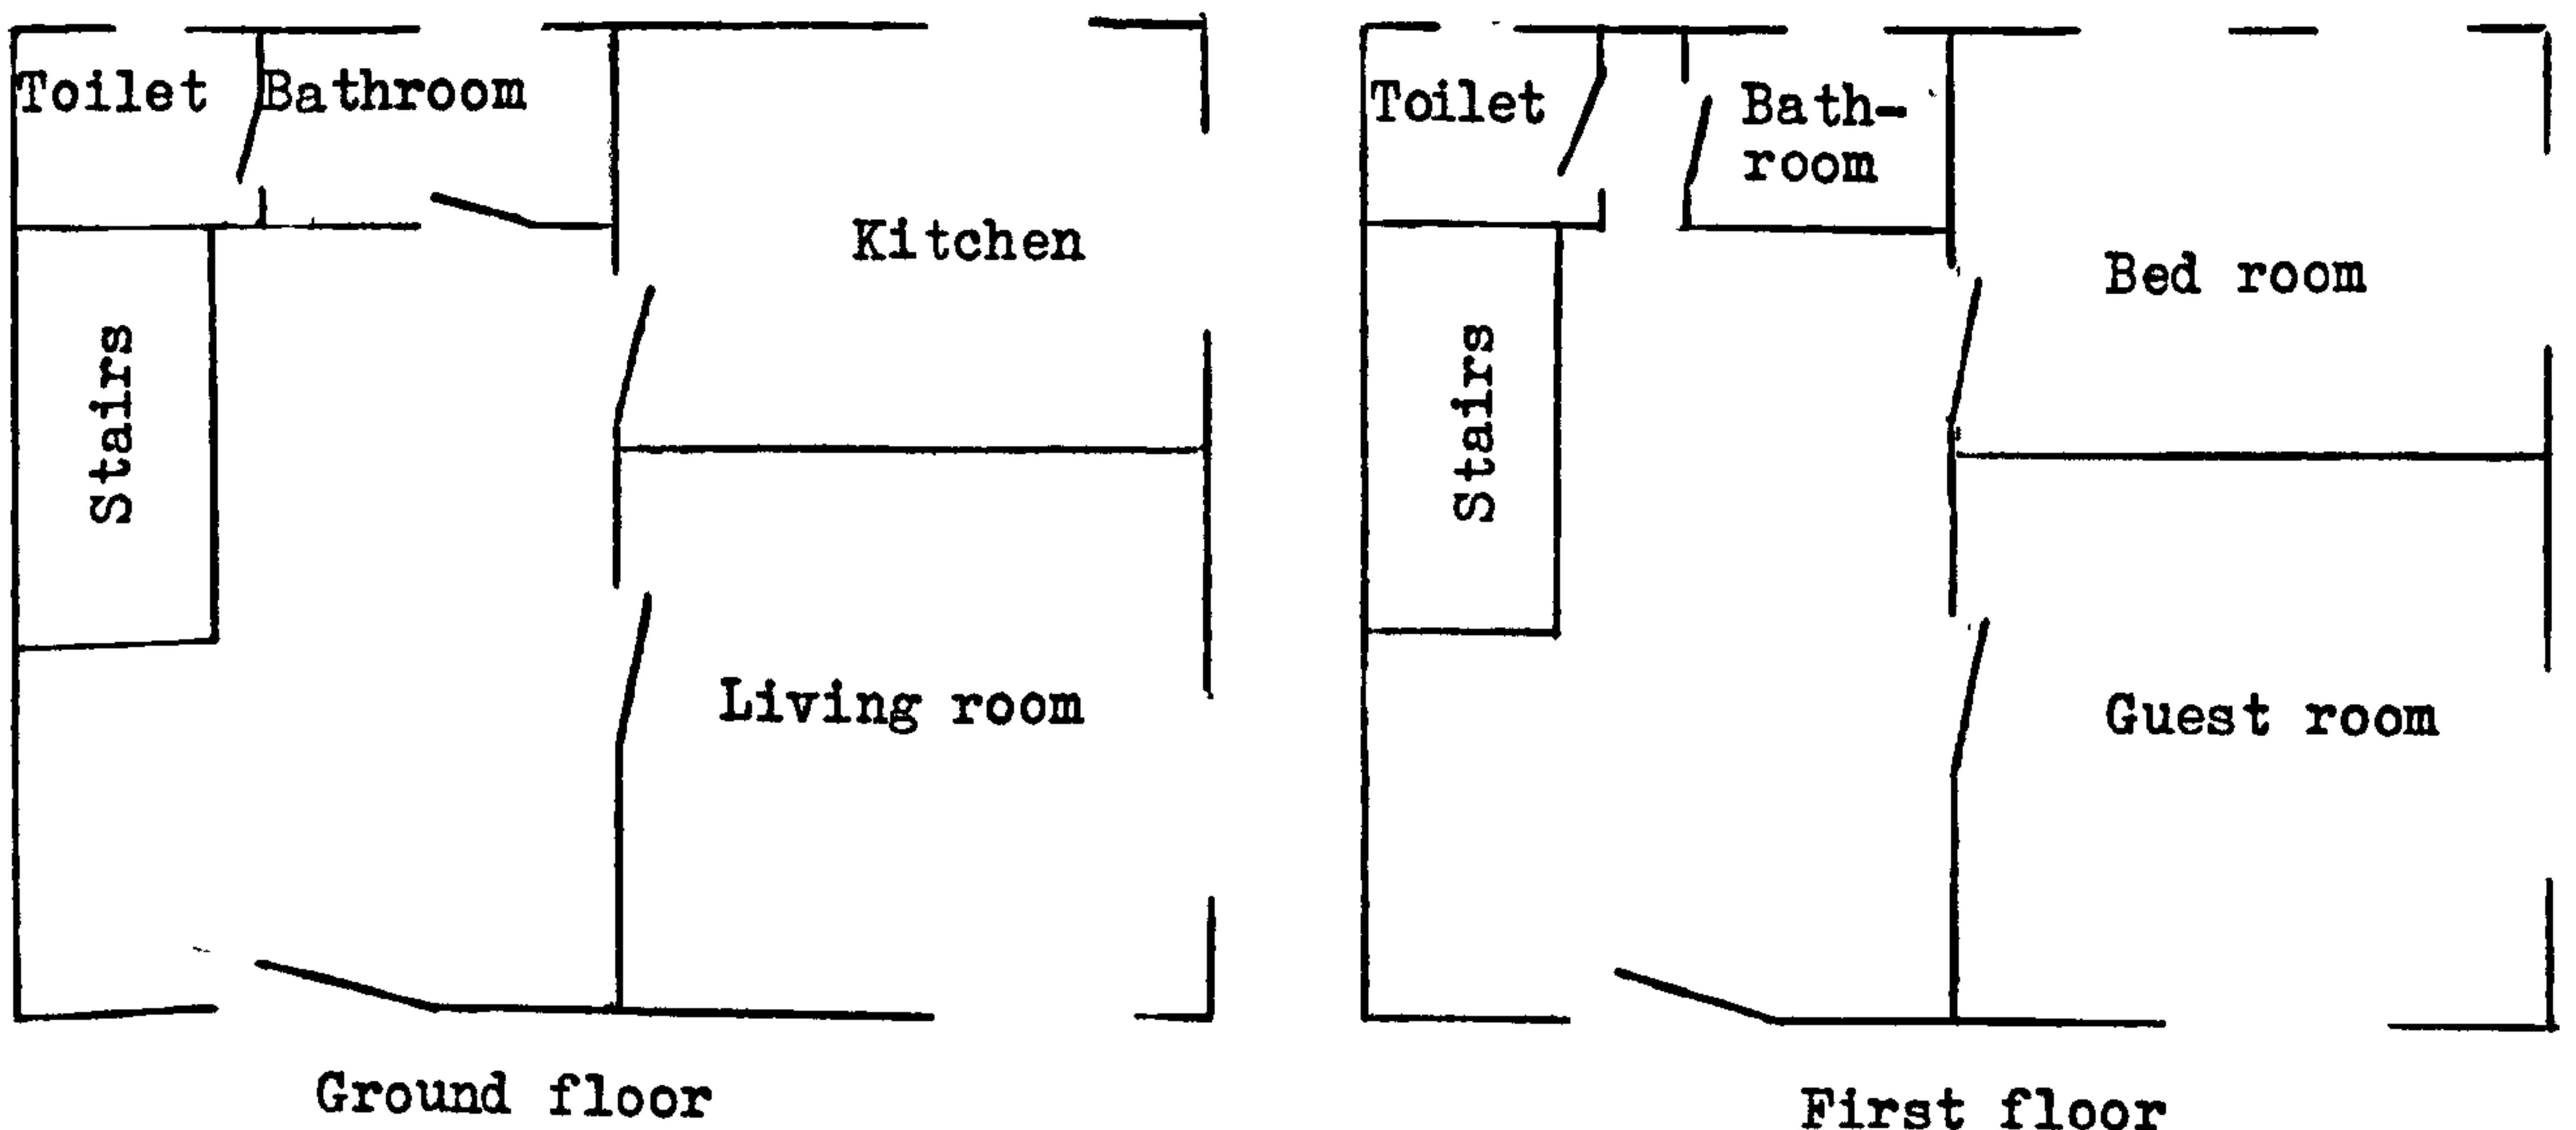 Toilet
Bathroom
Kitchen
Stairs
Living room
Ground floor
Toilet
Bath-
room
Bed room
Stairs
Guest room
First floor